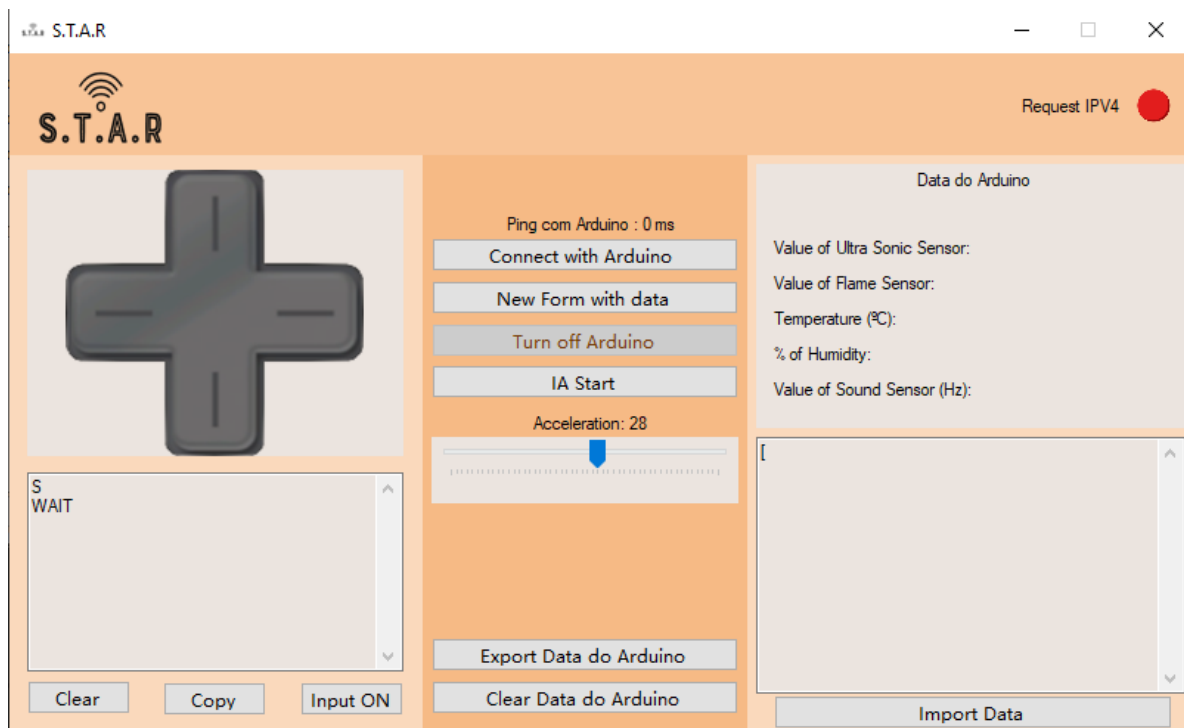 S.T.A.R
S.T.A.R
Request IPV4
S
WAIT
Clear
Copy
Input ON
Ping com Arduino : 0 ms
Connect with Arduino
New Form with data
Turn off Arduino
IA Start
Acceleration: 28
Export Data do Arduino
Clear Data do Arduino
Data do Arduino
Value of Ultra Sonic Sensor:
Value of Flame Sensor:
Temperature (ºC):
% of Humidity:
Value of Sound Sensor (Hz):
[
Import Data